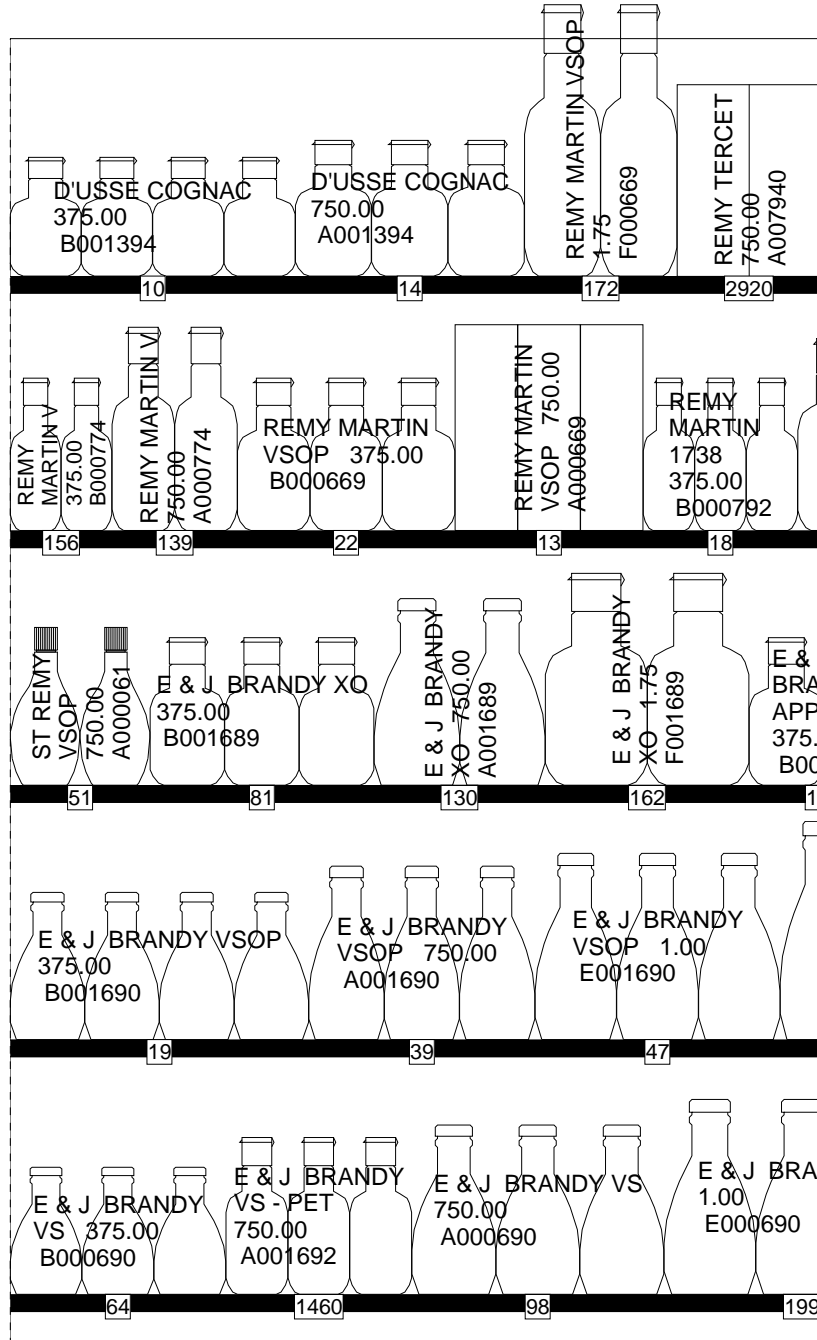 D'USSE COGNAC
375.00
B001394
D'USSE COGNAC
750.00
A001394
REMY MARTIN VSOP
1.75
F000669
REMY TERCET
750.00
A007940
10
14
172
2920
REMY
MARTIN V
375.00
B000774
REMY MARTIN V
750.00
A000774
REMY MARTIN
VSOP 375.00
B000669
REMY MARTIN
VSOP 750.00
A000669
REMY
MARTIN
1738
375.00
B000792
156
139
22
13
18
ST REMY
VSOP
750.00
A000061
E & J BRANDY XO
375.00
B001689
E & J BRANDY
XO 750.00
A001689
E & J BRANDY
XO 1.75
F001689
E &
BRA
APP
375.
B00
51
81
130
162
1
E & J BRANDY VSOP
375.00
B001690
E & J BRANDY
VSOP 750.00
A001690
E & J BRANDY
VSOP 1.00
E001690
19
39
47
E & J BRANDY
VS 375.00
B000690
E & J BRANDY
VS - PET
750.00
A001692
E & J BRANDY VS
750.00
A000690
E & J BRA
1.00
E000690
64
1460
98
199